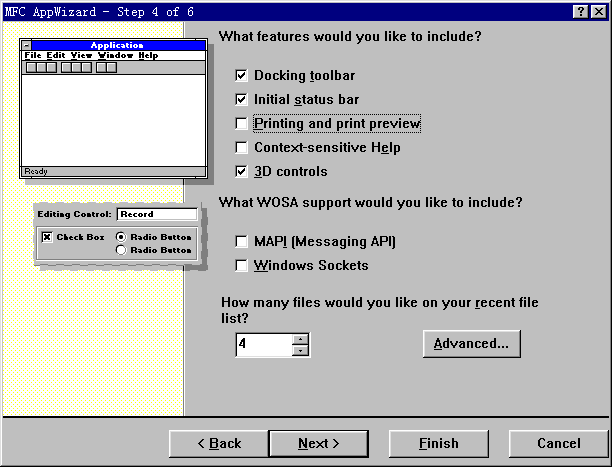 MFC AppWizard - Step 4 of 6
Application
File Edit View Window Help
Ready
Editing Control: Record
Check Box
Radio Button
Radio Button
What features would you like to include?
Docking toolbar
Initial status bar
Printing and print preview
Context-sensitive Help
3D controls
What WOSA support would you like to include?
MAPI (Messaging API)
Windows Sockets
How many files would you like on your recent file
list?
4
Advanced...
< Back
Next >
Finish
Cancel